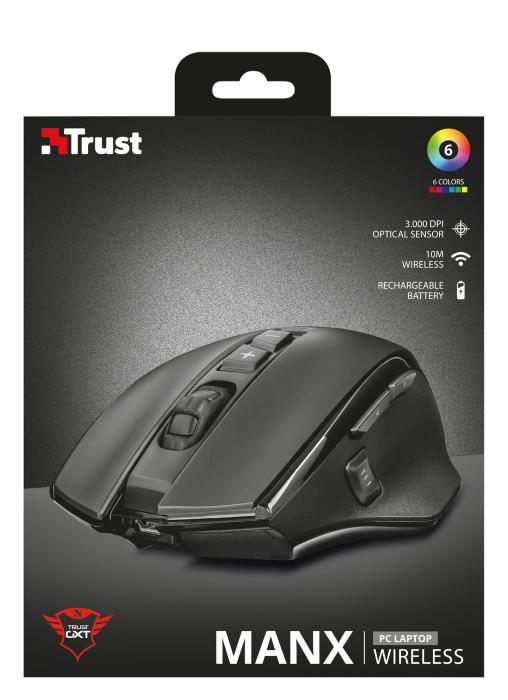 Trust
6
6 COLORS
3.000 DPI
OPTICAL SENSOR
10M
WIRELESS
RECHARGEABLE
BATTERY
+
TRUST
GXT
MANX
PC LAPTOP
WIRELESS